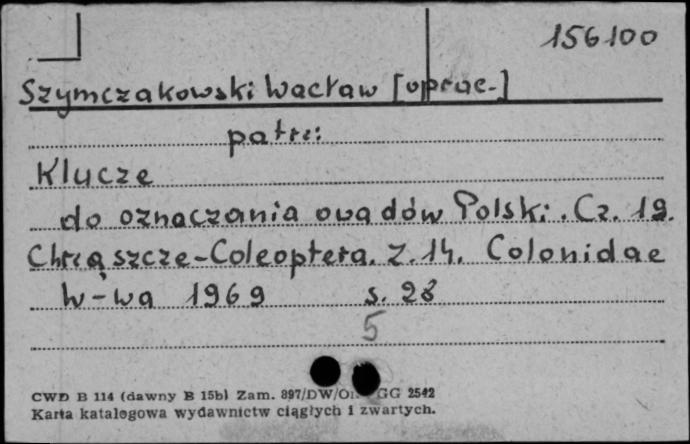 156100
Szymczakowski Wacław [oprac.]
patrz:
Klucze
do oznaczania owadów Polski. Cz. 19.
Chrząszcze-Coleoptera. Z. 14. Colonidae
W-wa 1969 s. 28
5
CWD B 114 (dawny B 15b) Zam. 897/DW/ GG 2542
Karta katalogowa wydawnictw ciągłych i zwartych.